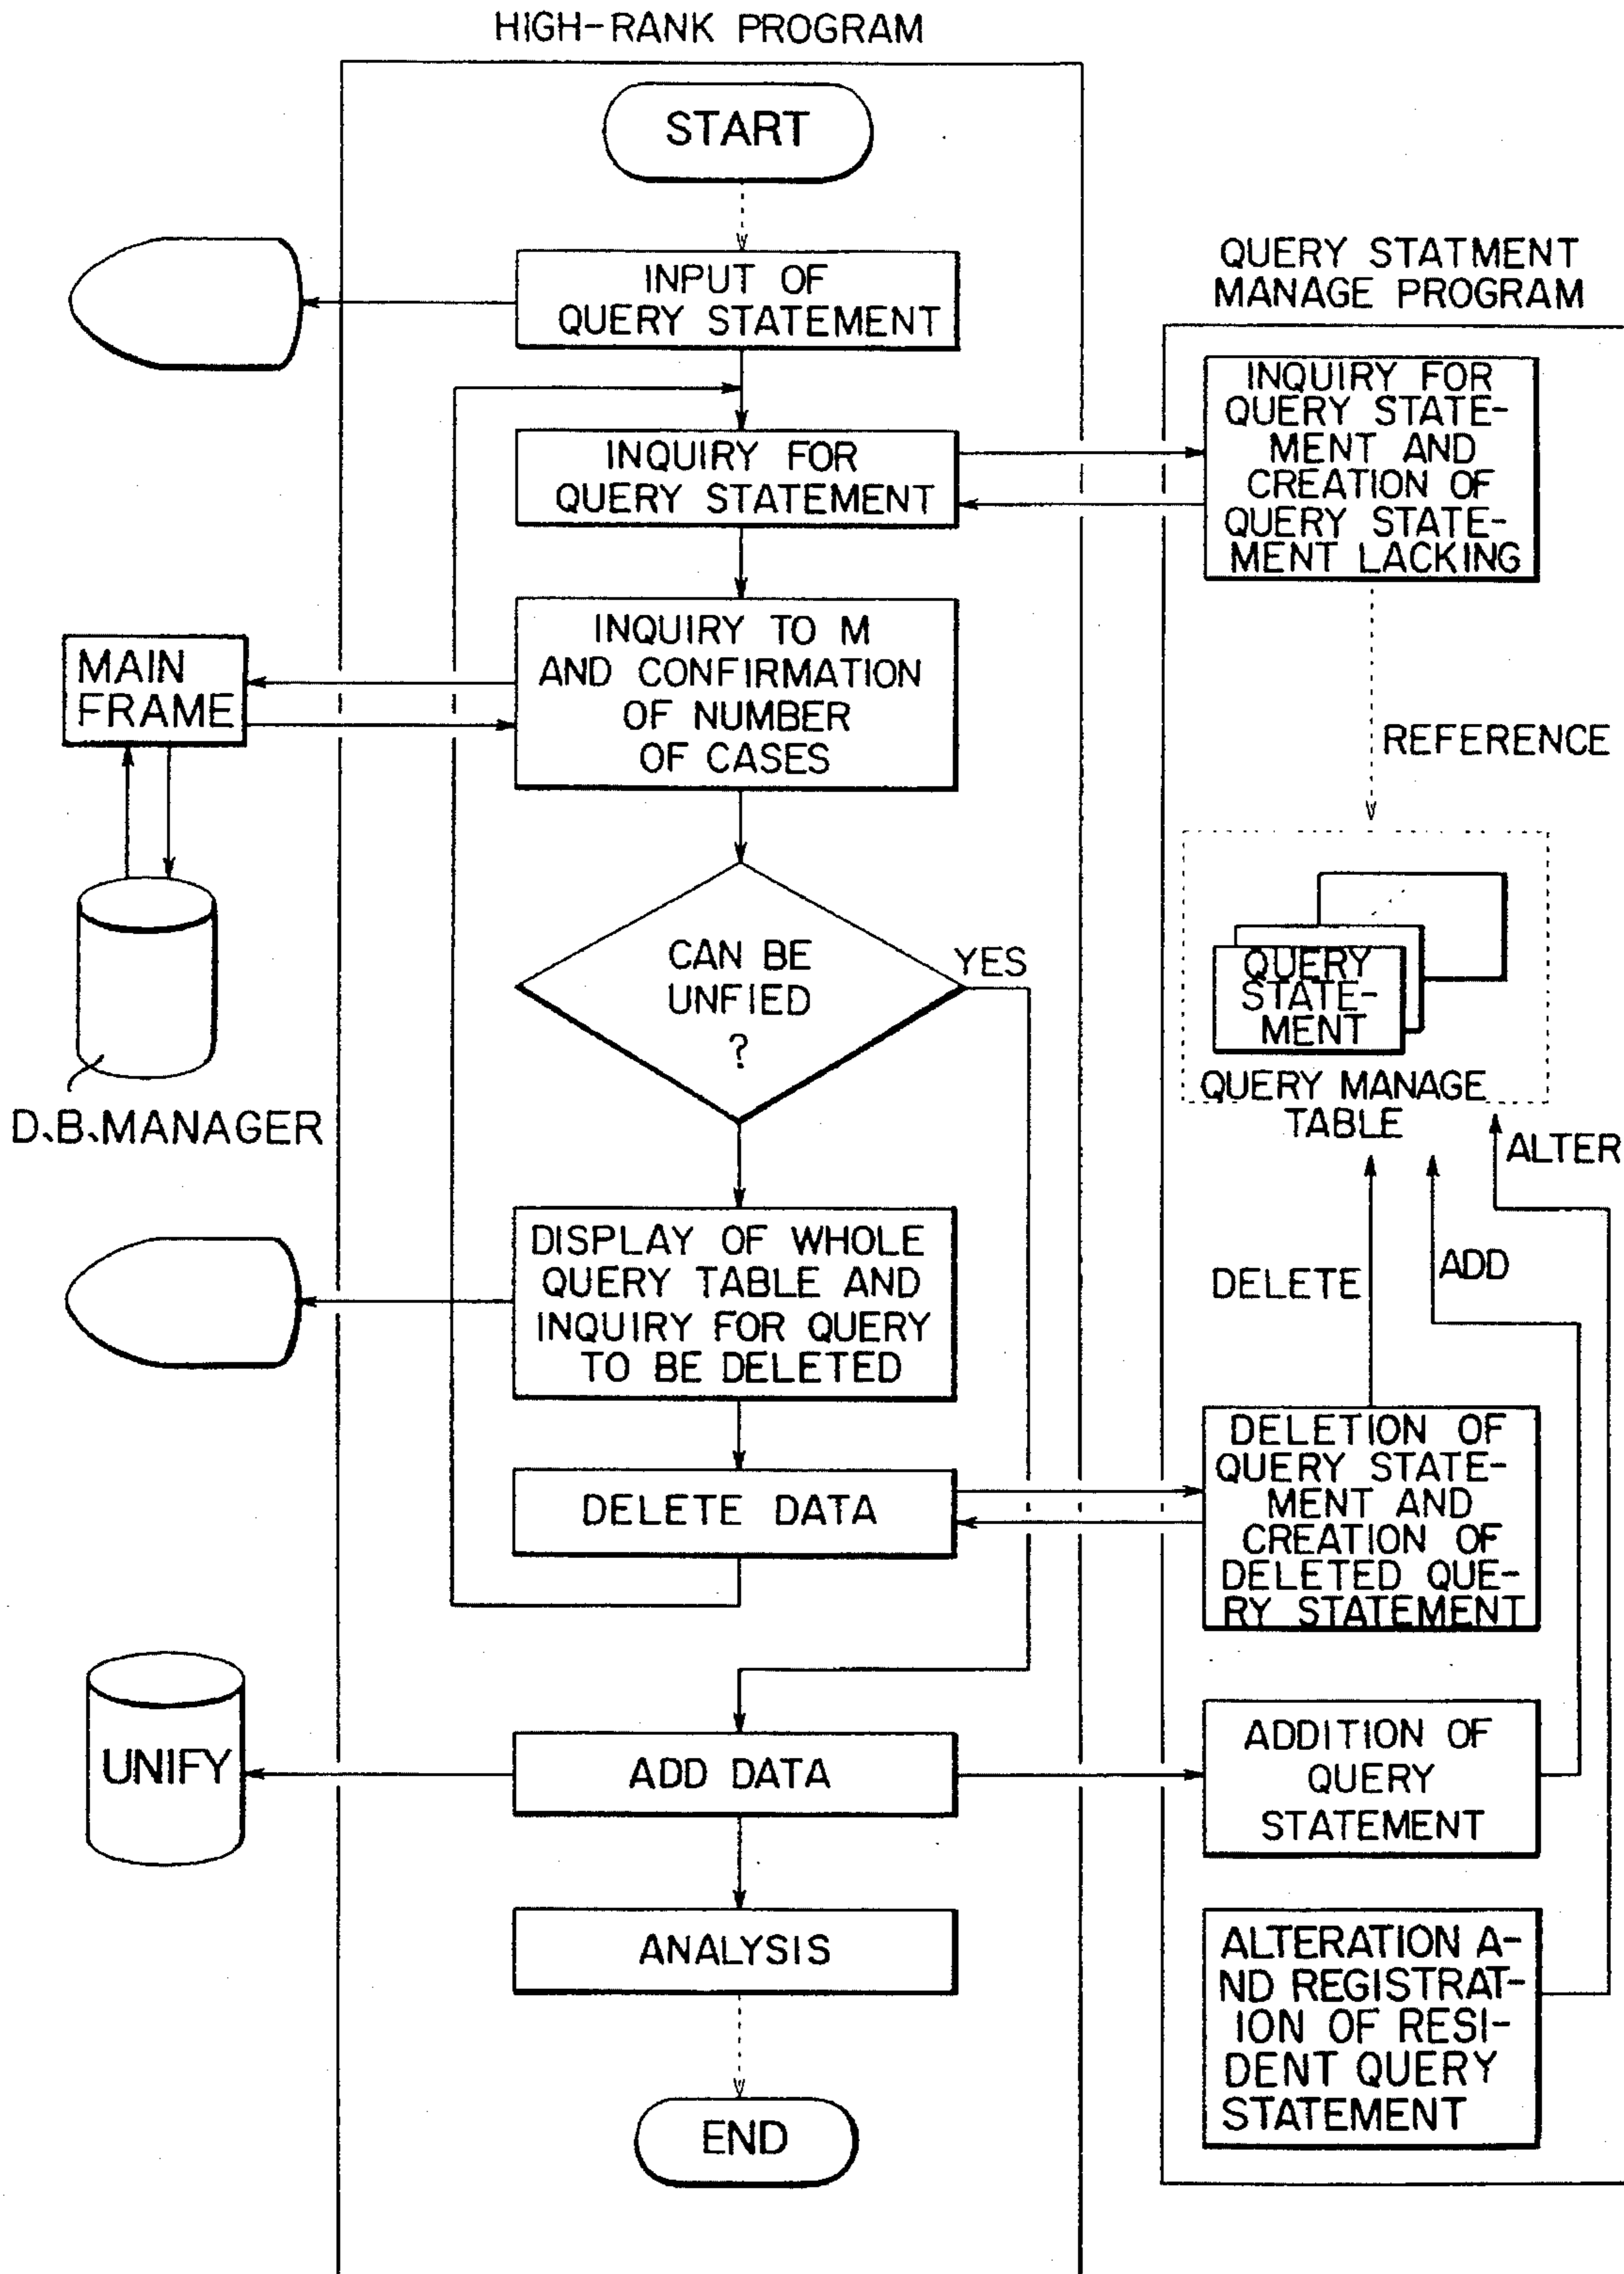 HIGH-RANK PROGRAM
START
INPUT OF
QUERY STATEMENT
QUERY STATMENT
MANAGE PROGRAM
INQUIRY FOR
QUERY STATEMENT
INQUIRY FOR
QUERY STATE-
MENT AND
CREATION OF
QUERY STATE-
MENT LACKING
INQUIRY TO M
AND CONFIRMATION
OF NUMBER
OF CASES
MAIN
FRAME
REFERENCE
D.B.MANAGER
CAN BE
UNFIED
?
YES
QUERY
STATE-
MENT
QUERY MANAGE
TABLE
ALTER
ADD
DELETE
DISPLAY OF WHOLE
QUERY TABLE AND
INQUIRY FOR QUERY
TO BE DELETED
DELETE DATA
DELETION OF
QUERY STATE-
MENT AND
CREATION OF
DELETED QUE-
RY STATEMENT
UNIFY
ADD DATA
ADDITION OF
QUERY
STATEMENT
ANALYSIS
ALTERATION A-
ND REGISTRAT-
ION OF RESI-
DENT QUERY
STATEMENT
END